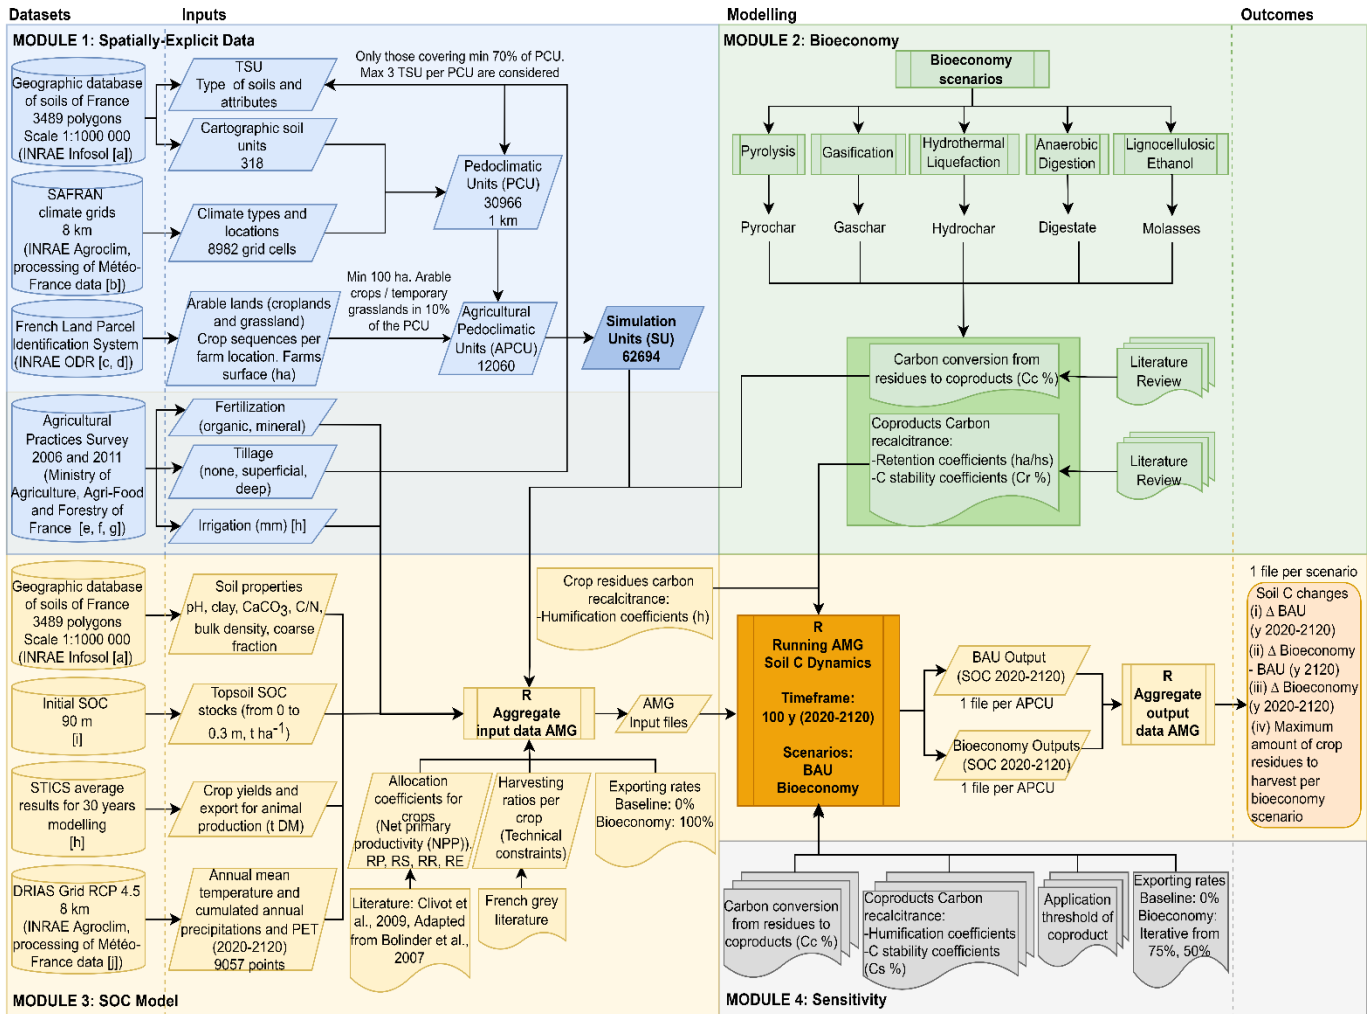 Datasets
Inputs
Modelling
Outcomes
MODULE 1: Spatially-Explicit Data
Geographic database
of soils of France
3489 polygons
Scale 1:1000 000
(INRAE Infosol [a])
TSU
Type of soils and
attributes
Only those covering min 70% of PCU.
Max 3 TSU per PCU are considered
Cartographic soil
units
318
SAFRAN
climate grids
8 km
(INRAE Agroclim,
processing of Météo-
France data [b])
Climate types and
locations
8982 grid cells
Pedoclimatic
Units (PCU)
30966
1 km
French Land Parcel
Identification System
(INRAE ODR [c, d])
Arable lands (croplands
and grassland)
Crop sequences per
farm location. Farms
surface (ha)
Min 100 ha. Arable
crops / temporary
grasslands in 10%
of the PCU
Agricultural
Pedoclimatic
Units (APCU)
12060
Simulation
Units (SU)
62694
Agricultural
Practices Survey
2006 and 2011
(Ministry of
Agriculture, Agri-Food
and Forestry of
France [e, f, g])
Fertilization
(organic, mineral)
Tillage
(none, superficial,
deep)
Irrigation (mm) [h]
MODULE 2: Bioeconomy
Bioeconomy
scenarios
Pyrolysis
Gasification
Hydrothermal
Liquefaction
Anaerobic
Digestion
Lignocellulosic
Ethanol
Pyrochar
Gaschar
Hydrochar
Digestate
Molasses
Carbon conversion from
residues to coproducts (Cc %)
Literature
Review
Coproducts Carbon
recalcitrance:
-Retention coefficients (ha/hs)
-C stability coefficients (Cr %)
Literature
Review
Geographic database
of soils of France
3489 polygons
Scale 1:1000 000
(INRAE Infosol [a])
Soil properties
pH, clay, CaCO3, C/N,
bulk density, coarse
fraction
Initial SOC
90 m
[i]
Topsoil SOC
stocks (from 0 to
0.3 m, t ha-1)
STICS average
results for 30 years
modelling
[h]
Crop yields and
export for animal
production (t DM)
DRIAS Grid RCP 4.5
8 km
(INRAE Agroclim,
processing of Météo-
France data [j])
Annual mean
temperature and
cumulated annual
precipitations and PET
(2020-2120)
9057 points
MODULE 3: SOC Model
Crop residues carbon
recalcitrance:
-Humification coefficients (h)
R
Aggregate
input data AMG
AMG
Input files
Allocation
coefficients for
crops
(Net primary
productivity (NPP)).
RP, RS, RR, RE
Harvesting
ratios per
crop
(Technical
constraints)
Exporting rates
Baseline: 0%
Bioeconomy: 100%
Literature: Clivot et
al., 2009, Adapted
from Bolinder et al.,
2007
French grey
literature
R
Running AMG
Soil C Dynamics
Timeframe:
100 y (2020-2120)
Scenarios:
BAU
Bioeconomy
BAU Output
(SOC 2020-2120)
1 file per APCU
Bioeconomy Outputs
(SOC 2020-2120)
1 file per APCU
R
Aggregate
output
data AMG
1 file per scenario
Soil C changes
(i) Δ BAU
(y 2020-2120)
(ii) Δ Bioeconomy
- BAU (y 2120)
(iii) Δ Bioeconomy
(y 2020-2120)
(iv) Maximum
amount of crop
residues to
harvest per
bioeconomy
scenario
Carbon conversion
from residues to
coproducts (Cc %)
Coproducts Carbon
recalcitrance:
-Humification coefficients
-C stability coefficients
(Cs %)
Application
threshold of
coproduct
Exporting rates
Baseline: 0%
Bioeconomy:
Iterative from
75%, 50%
MODULE 4: Sensitivity